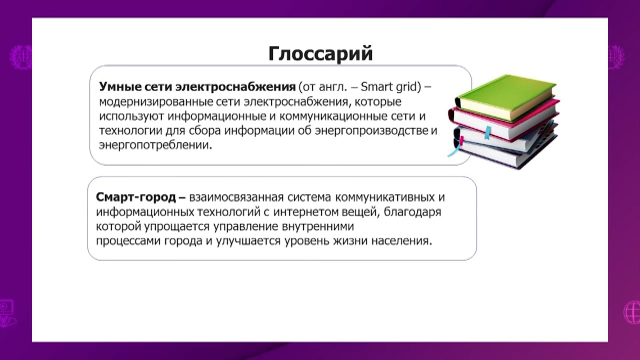 Глоссарий
Умные сети электроснабжения (от англ. – Smart grid) –
модернизированные сети электроснабжения, которые
используют информационные и коммуникационные сети и
технологии для сбора информации об энергопроизводстве и
энергопотреблении.
Смарт-город – взаимосвязанная система коммуникативных и
информационных технологий с интернетом вещей, благодаря
которой упрощается управление внутренними
процессами города и улучшается уровень жизни населения.